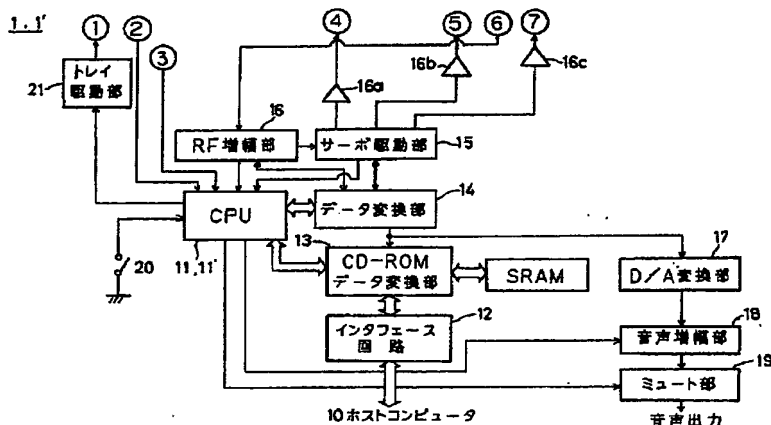 1.1'
①
②
③
④
⑤
⑥
⑦
トレイ
駆動部
21
16a
16b
16c
16
RF増幅部
サーボ駆動部
15
14
CPU
データ変換部
20
11,11'
13
CD-ROM
データ変換部
SRAM
17
D/A変換部
12
インタフェース
回路
18
音声増幅部
19
ミュート部
10ホストコンピュータ
音声出力